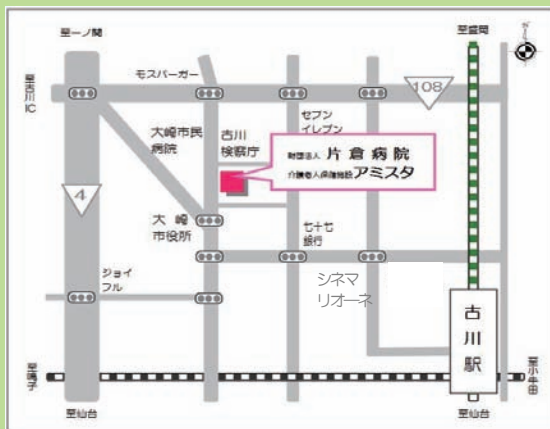 至一ノ関
至盛岡
至古川IC
モスバーガー
108
大崎市民
病院
古川
検察庁
セブン
イレブン
財団法人 片倉病院
介護老人保健施設 アミスタ
4
大崎
市役所
七十七
銀行
ジョイ
フル
シネマ
リオーネ
古川駅
至鳴子
至小牛田
至仙台
至仙台